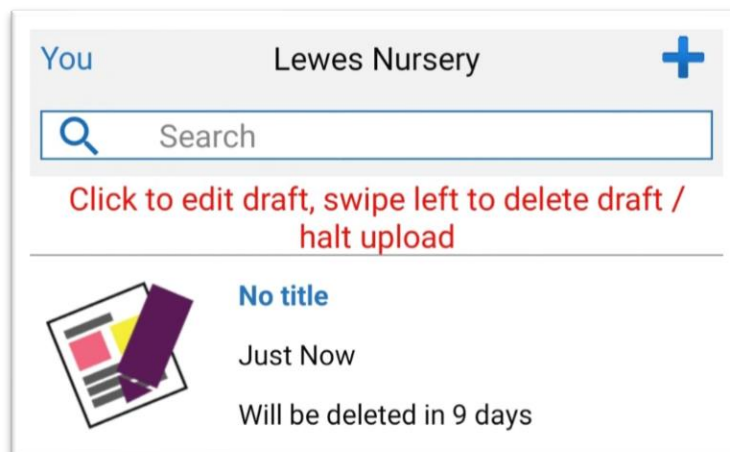 You Lewes Nursery
Search
Click to edit draft, swipe left to delete draft /
halt upload
No title
Just Now
Will be deleted in 9 days